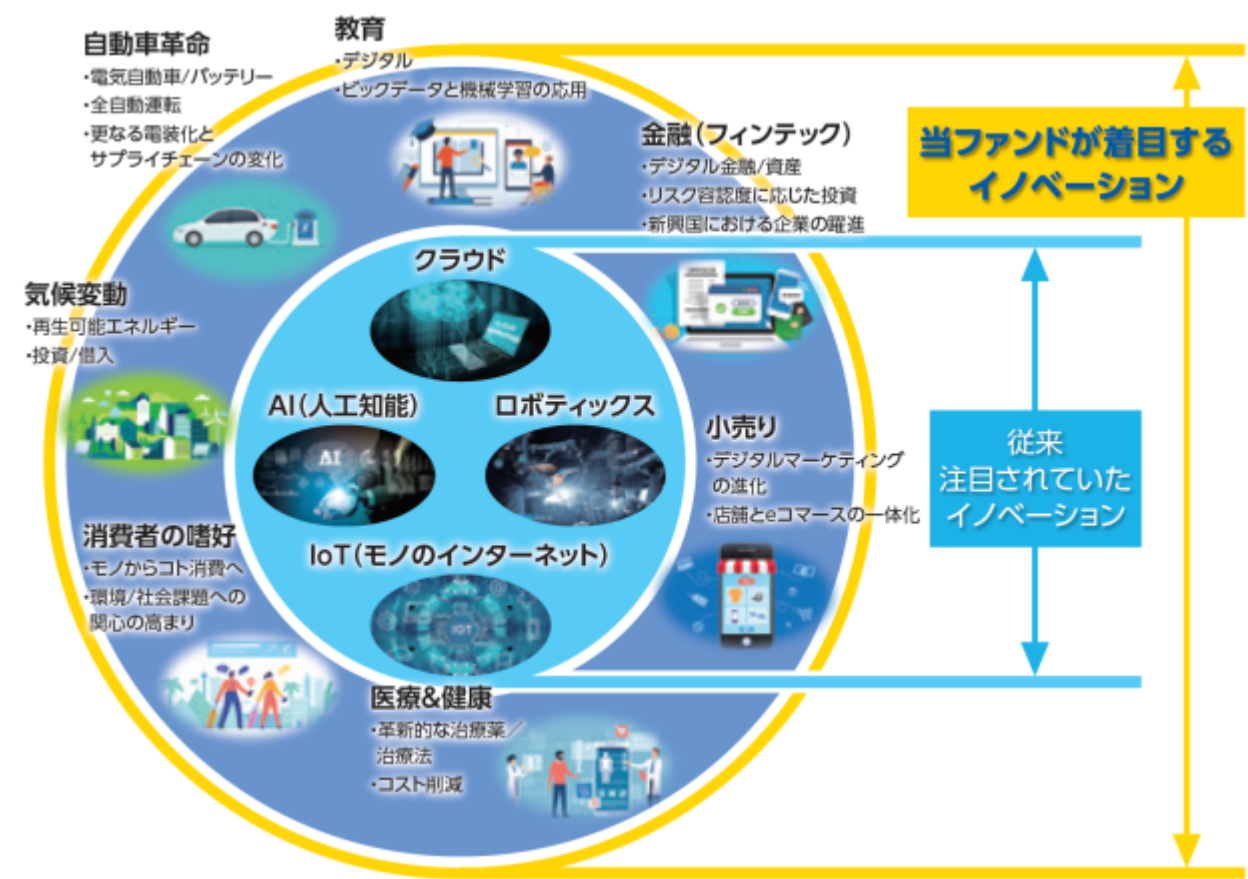 教育
・デジタル
・ビックデータと機械学習の応用
自動車革命
・電気自動車/バッテリー
・全自動運転
・更なる電装化と
サプライチェーンの変化
金融(フィンテック)
・デジタル金融/資産
・リスク容認度に応じた投資
・新興国における企業の躍進
当ファンドが着目する
イノベーション
クラウド
気候変動
・再生可能エネルギー
・投資/借入
AI(人工知能)
AI
ロボティックス
小売り
・デジタルマーケティング
の進化
・店舗とeコマースの一体化
従来
注目されていた
イノベーション
消費者の嗜好
・モノからコト消費へ
・環境/社会課題への
関心の高まり
IoT(モノのインターネット)
IOT
医療&健康
・革新的な治療薬/
治療法
・コスト削減